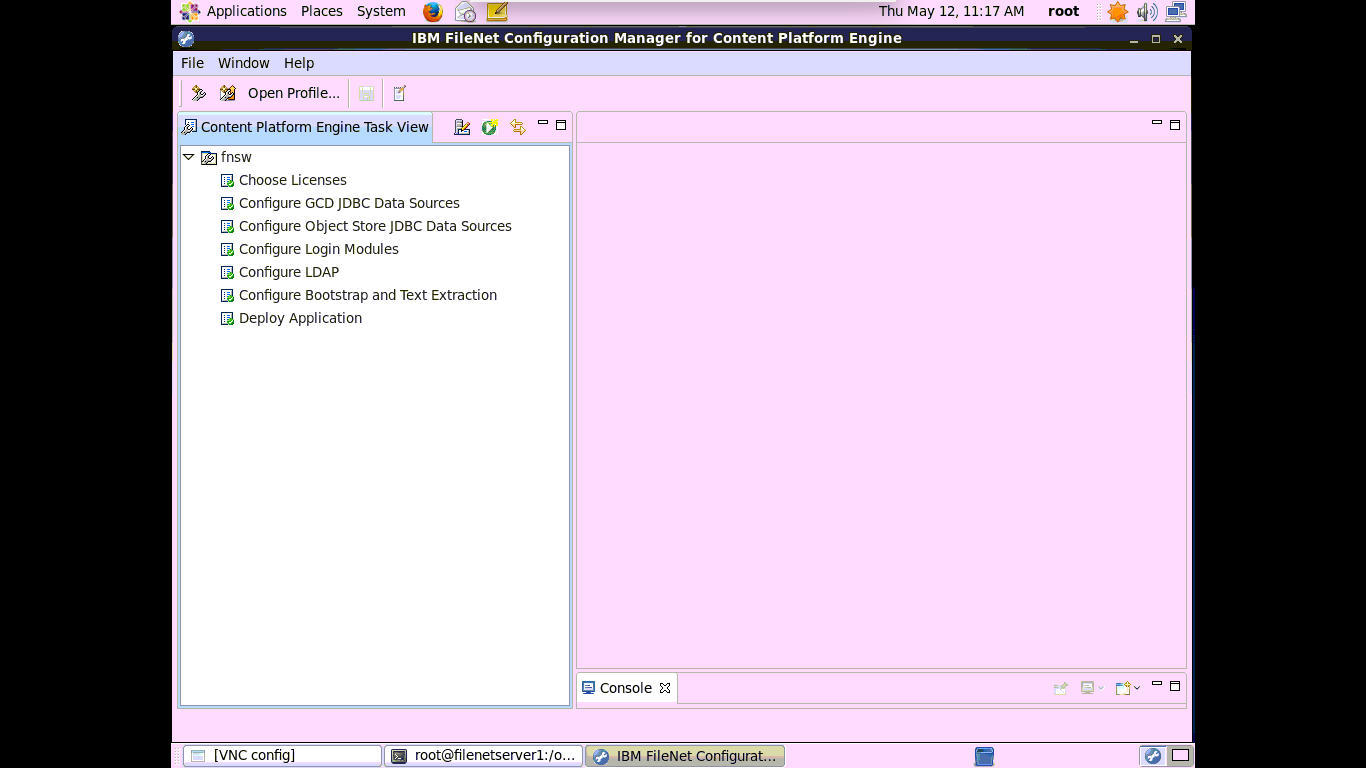 Applications Places System Thu May 12, 11:17 AM root
IBM FileNet Configuration Manager for Content Platform Engine
File Window Help
Open Profile...
Content Platform Engine Task View
fnsw
Choose Licenses
Configure GCD JDBC Data Sources
Configure Object Store JDBC Data Sources
Configure Login Modules
Configure LDAP
Configure Bootstrap and Text Extraction
Deploy Application
Console
[VNC config] root@filenetserver1:/o... IBM FileNet Configurat...